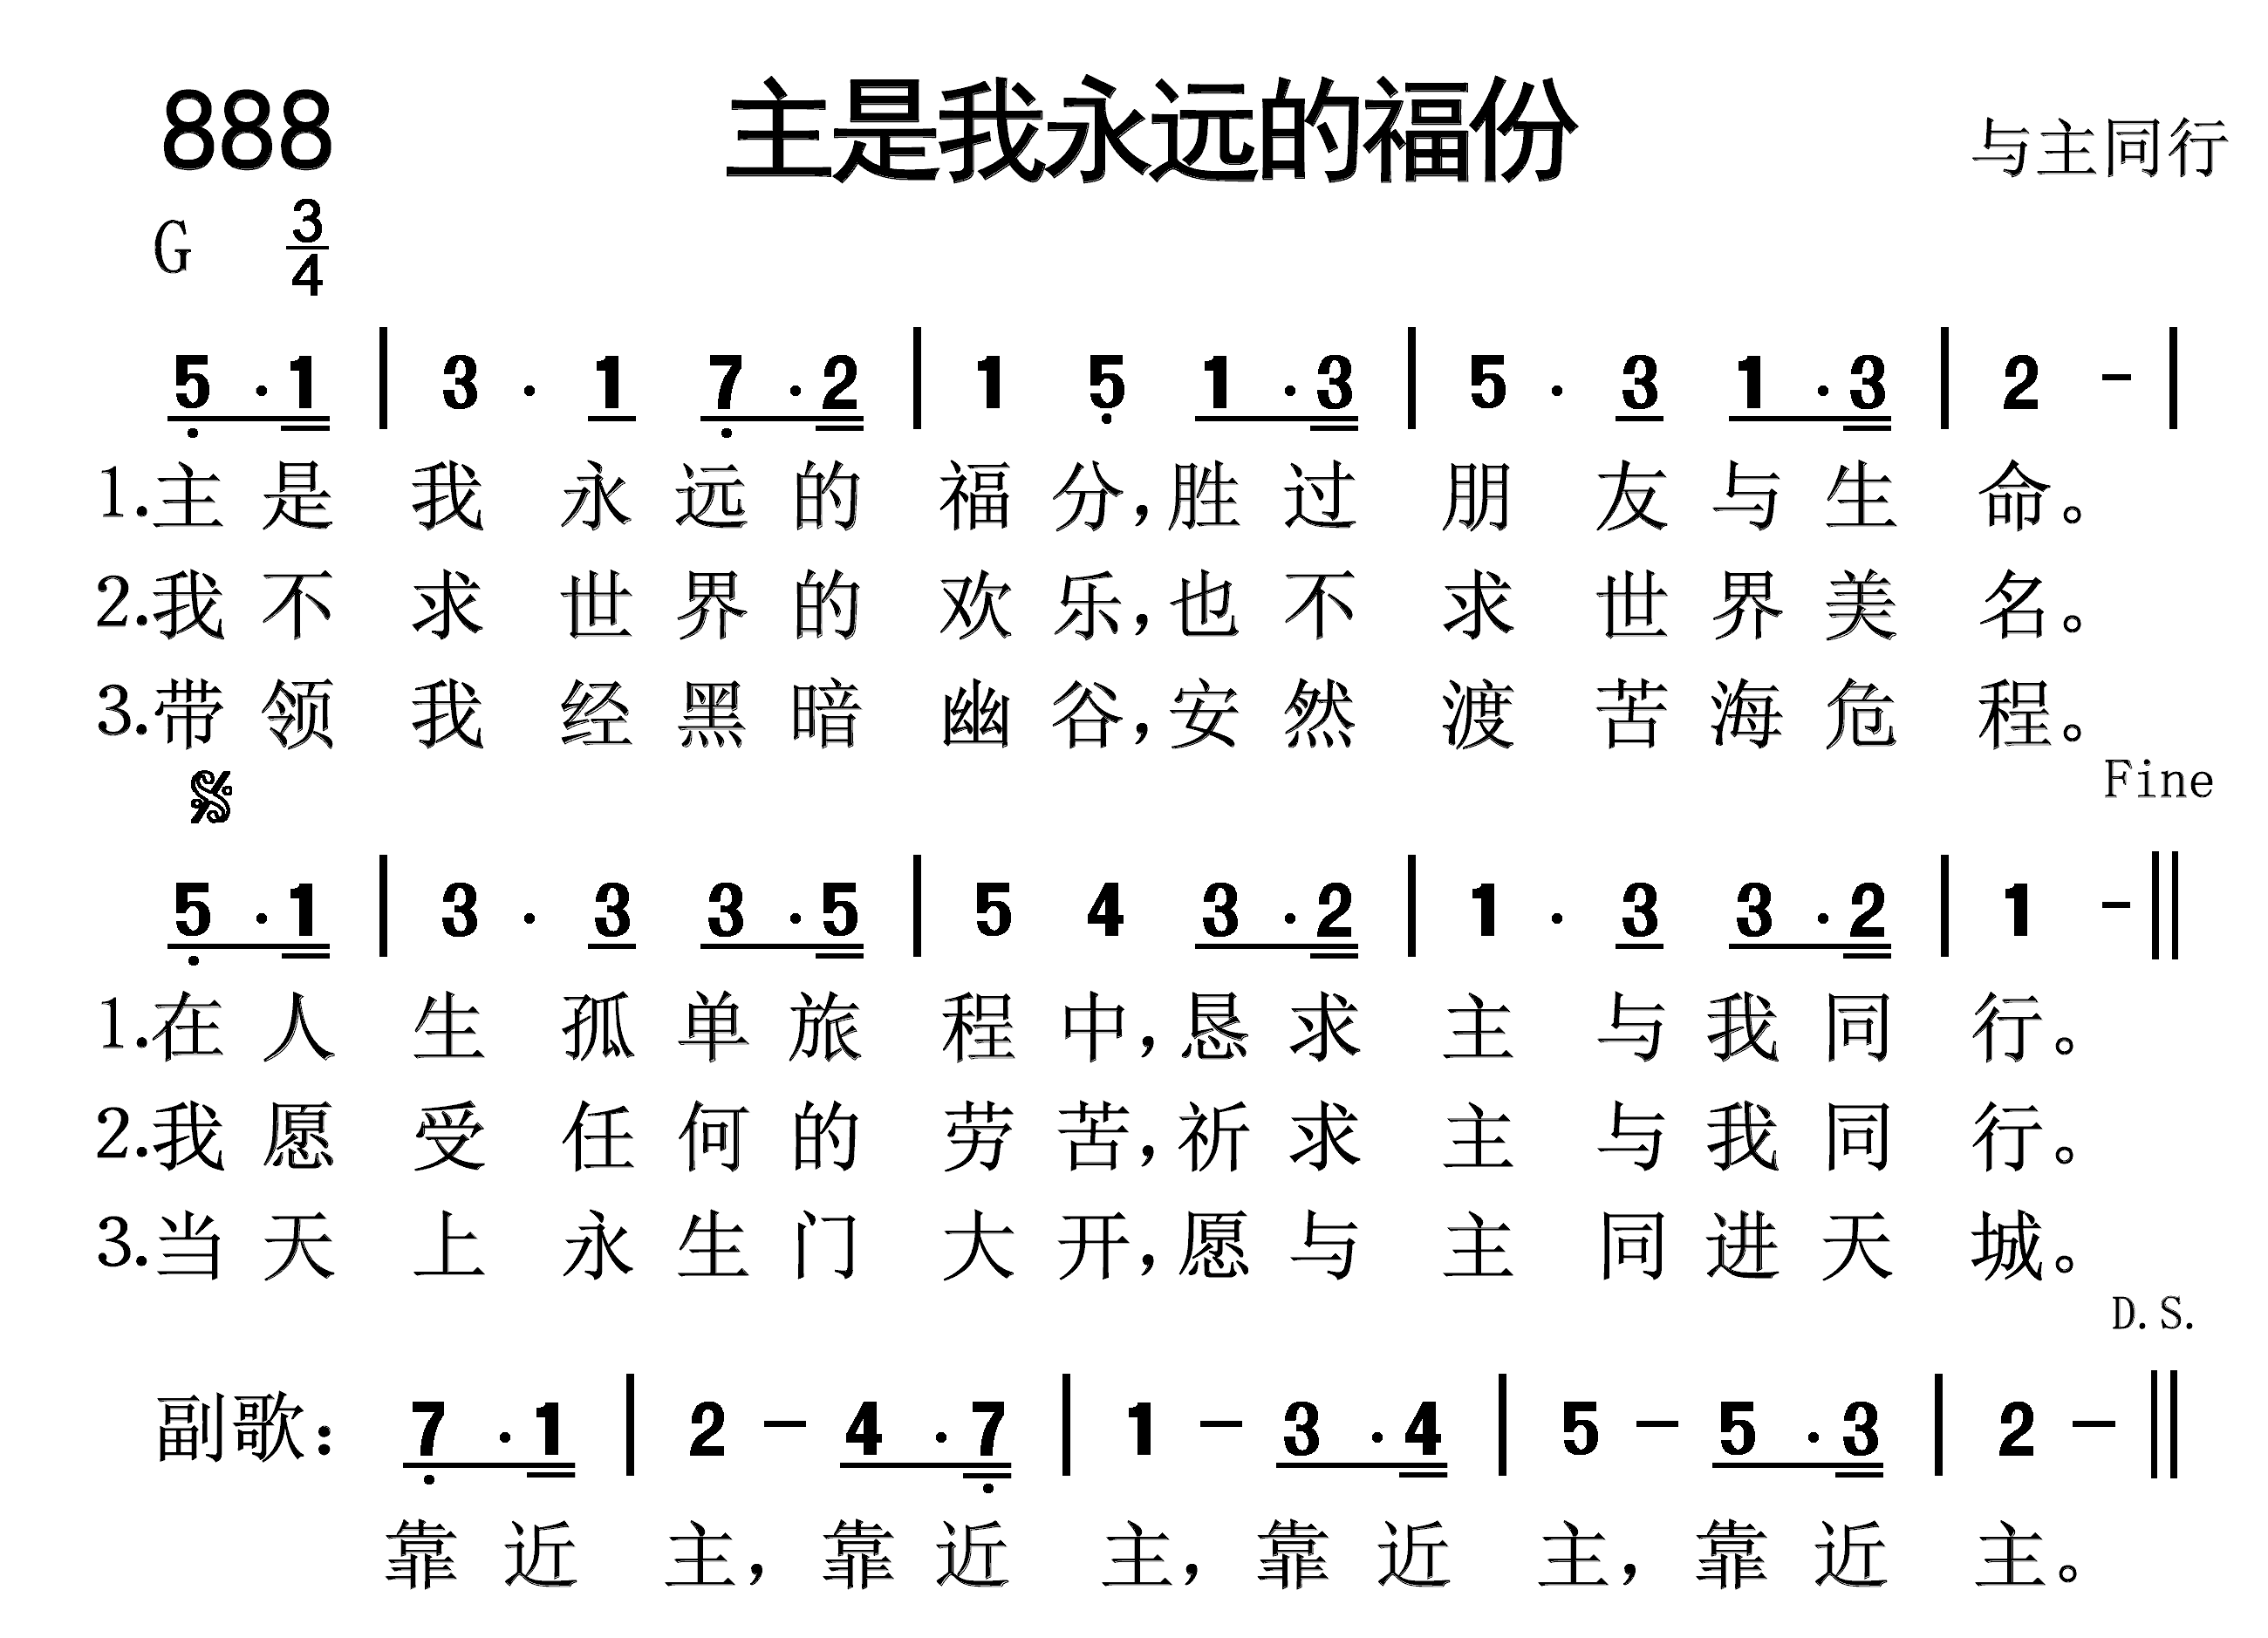 888 主是我永远的福份 与主同行
G 3/4
5 · 1 | 3 · 1 7 · 2 | 1 5 1 · 3 | 5 · 3 1 · 3 | 2 - |
1.主是我永远的福分,胜过朋友与生命。
2.我不求世界的欢乐,也不求世界美名。
3.带领我经黑暗幽谷,安然渡苦海危程。
Fine
5 · 1 | 3 · 3 3 · 5 | 5 4 3 · 2 | 1 · 3 3 · 2 | 1 - ||
1.在人生孤单旅程中,恳求主与我同行。
2.我愿受任何的劳苦,祈求主与我同行。
3.当天上永生门大开,愿与主同进天城。
D.S.
副歌: 7 · 1 | 2 - 4 · 7 | 1 - 3 · 4 | 5 - 5 · 3 | 2 - ||
靠近主,靠近主,靠近主,靠近主。